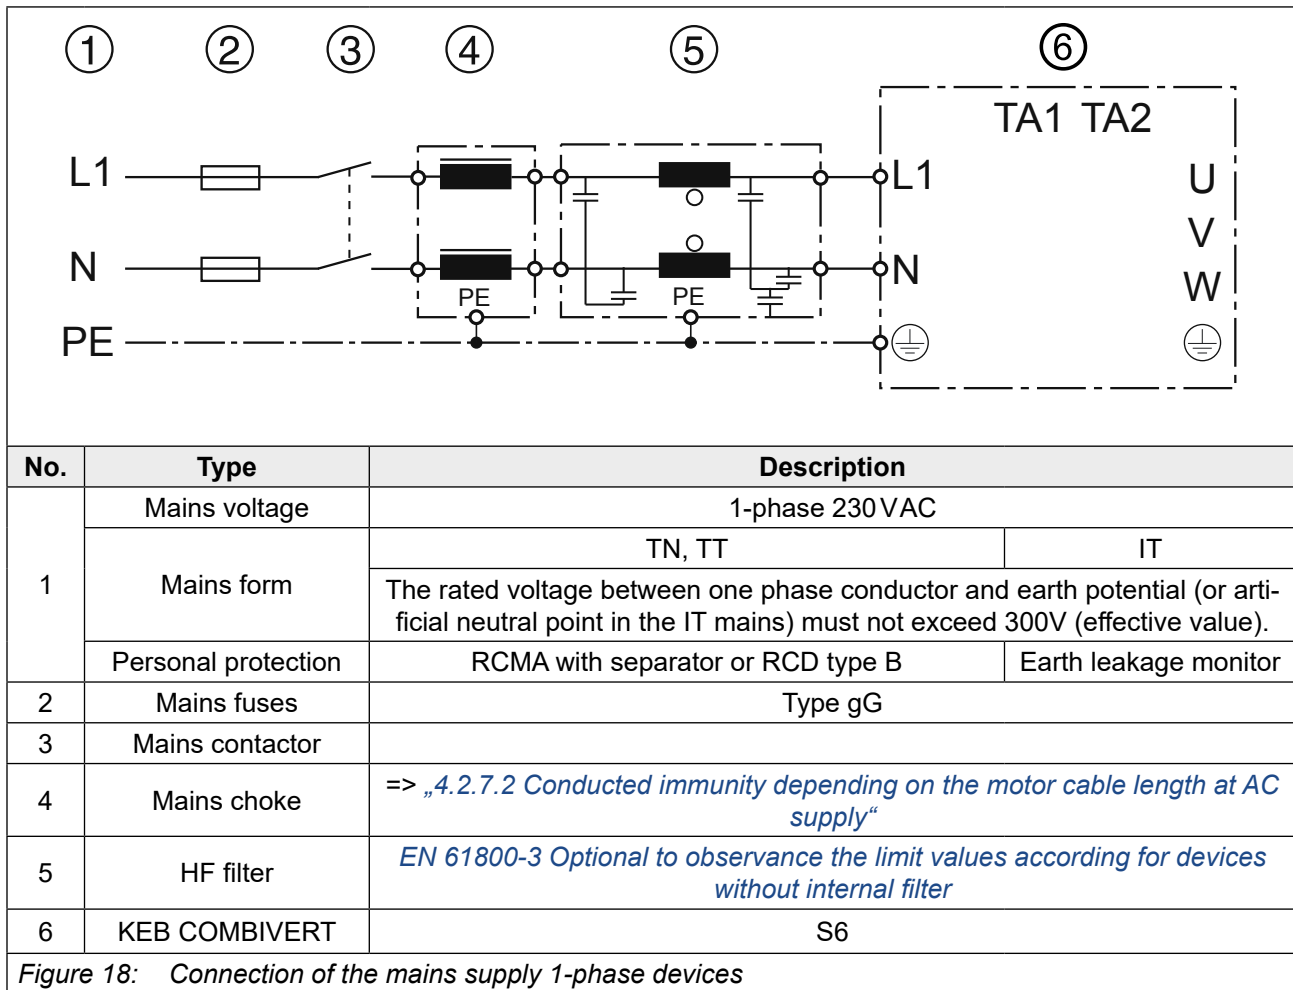 ① ② ③ ④ ⑤ ⑥
TA1 TA2
L1 L1 U
V
N N W
PE PE
PE
No. Type Description
1 Mains voltage 1-phase 230 VAC
Mains form TN, TT IT
The rated voltage between one phase conductor and earth potential (or arti-
ficial neutral point in the IT mains) must not exceed 300V (effective value).
Personal protection RCMA with separator or RCD type B Earth leakage monitor
2 Mains fuses Type gG
3 Mains contactor
4 Mains choke => „4.2.7.2 Conducted immunity depending on the motor cable length at AC
supply“
5 HF filter EN 61800-3 Optional to observance the limit values according for devices
without internal filter
6 KEB COMBIVERT S6
Figure 18: Connection of the mains supply 1-phase devices